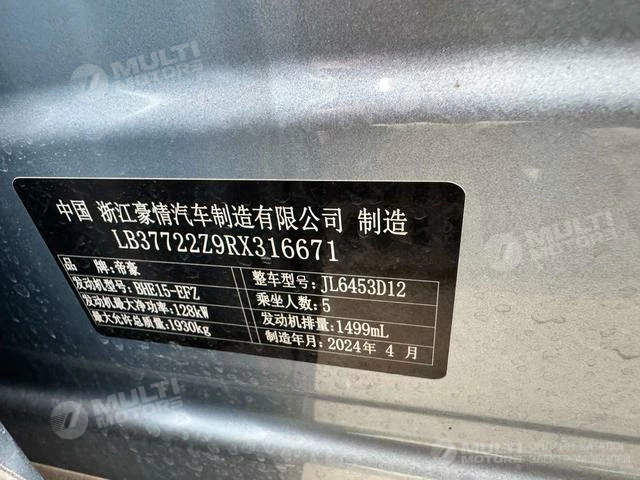 MULTI
MOTORS
中国 浙江豪情汽车制造有限公司 制造
LB37722Z9RX316671
品牌:帝豪
整车型号:JL6453D12
发动机型号:BHE15-EFZ
乘坐人数:5
发动机最大净功率:128kW
发动机排量:1499mL
最大允许总质量:1930kg
制造年月:2024年 4 月
MULTI
MOTORS
MULTI
MOTORS
ОНЛАЙН-КАТАЛОГ
ЭЛЕКТРОМОБИЛЕЙ